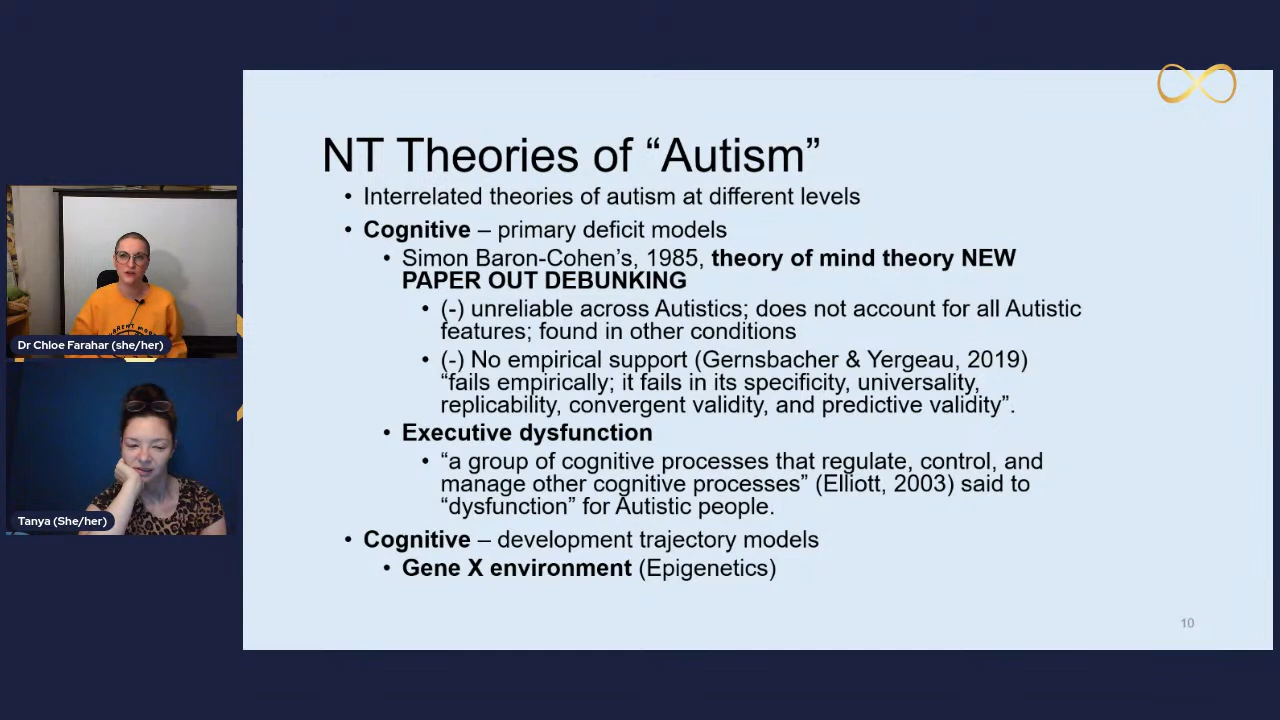 NT Theories of “Autism”
• Interrelated theories of autism at different levels
• Cognitive – primary deficit models
• Simon Baron-Cohen’s, 1985, theory of mind theory NEW
PAPER OUT DEBUNKING
• (-) unreliable across Autistics; does not account for all Autistic
features; found in other conditions
• (-) No empirical support (Gernsbacher & Yergeau, 2019)
“fails empirically; it fails in its specificity, universality,
replicability, convergent validity, and predictive validity”.
• Executive dysfunction
• “a group of cognitive processes that regulate, control, and
manage other cognitive processes” (Elliott, 2003) said to
“dysfunction” for Autistic people.
• Cognitive – development trajectory models
• Gene X environment (Epigenetics)
10
Dr Chloe Farahar (she/her)
Tanya (She/her)